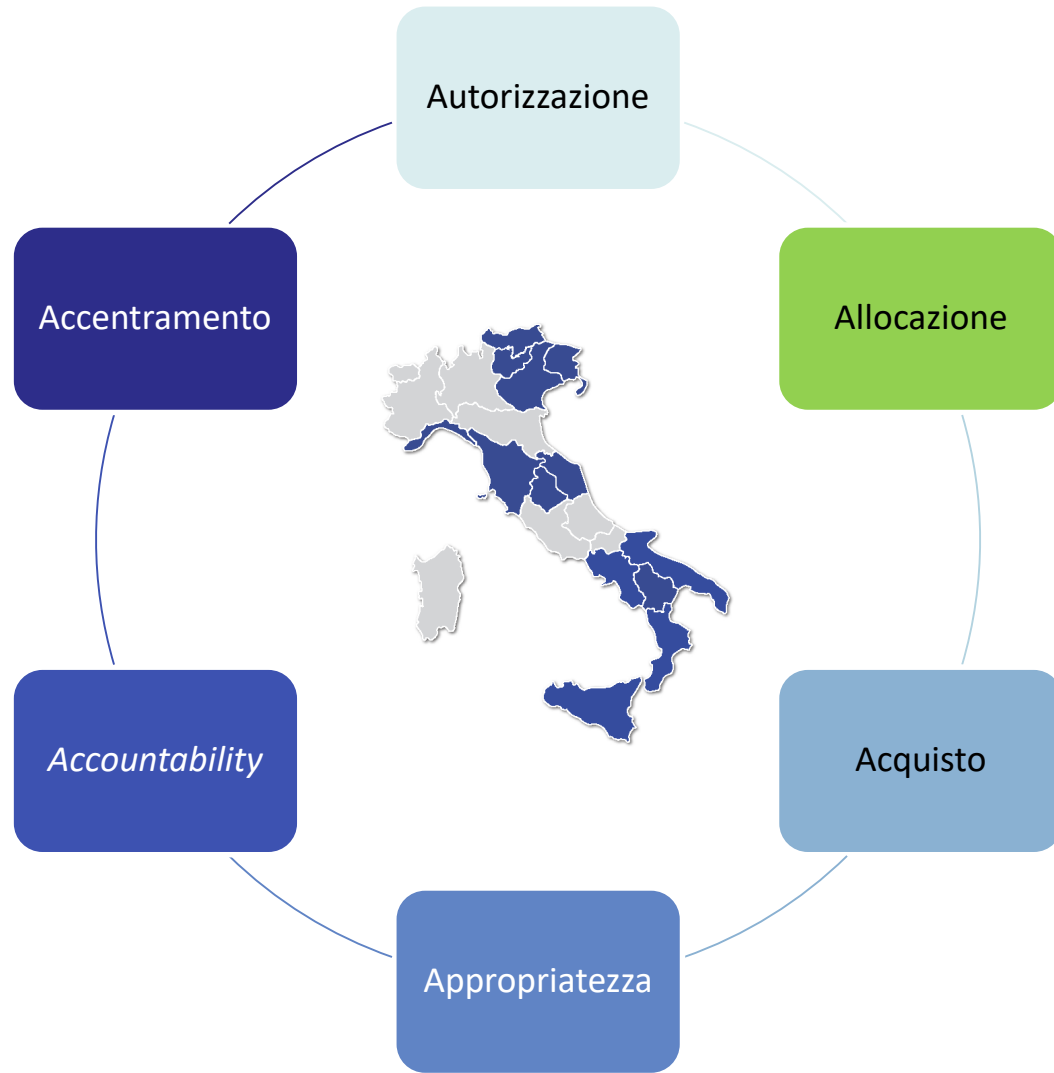 Autorizzazione
Accentramento
Allocazione
Accountability
Acquisto
Appropriatezza